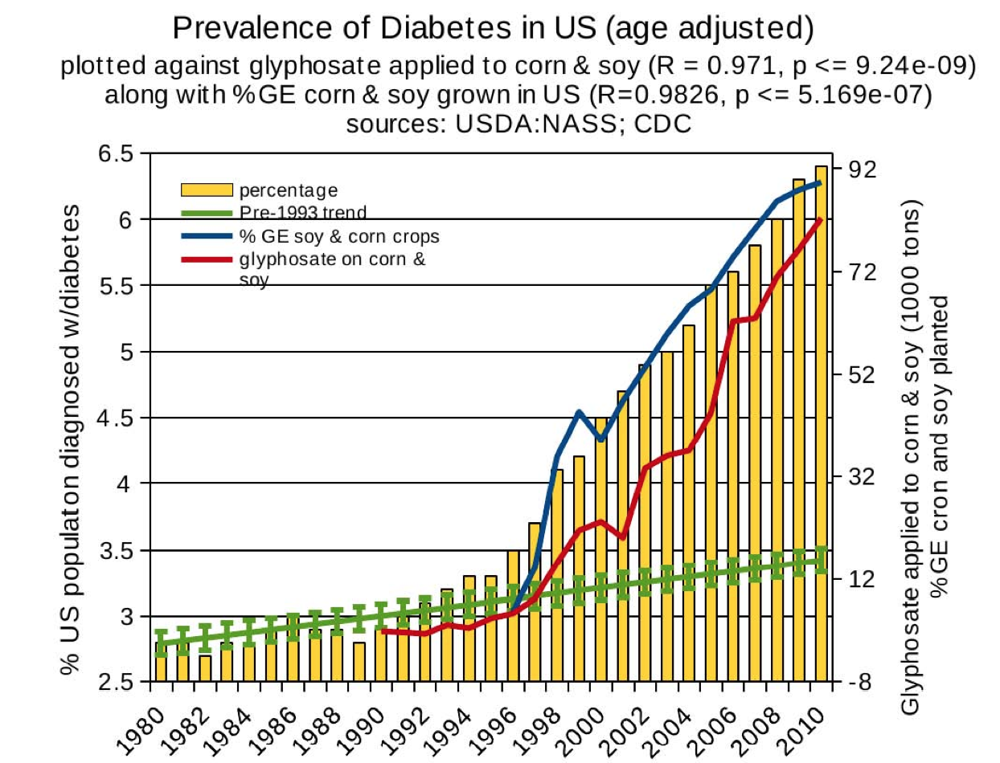 Prevalence of Diabetes in US (age adjusted)
plotted against glyphosate applied to corn & soy (R = 0.971, p <= 9.24e-09)
along with %GE corn & soy grown in US (R=0.9826, p <= 5.169e-07)
sources: USDA:NASS; CDC
% US populaton diagnosed w/diabetes
6.5
6
5.5
5
4.5
4
3.5
3
2.5
percentage
Pre-1993 trend
% GE soy & corn crops
glyphosate on corn &
soy
92
72
52
32
12
-8
Glyphosate applied to corn & soy (1000 tons)
%GE cron and soy planted
1980
1982
1984
1986
1988
1990
1992
1994
1996
1998
2000
2002
2004
2006
2008
2010